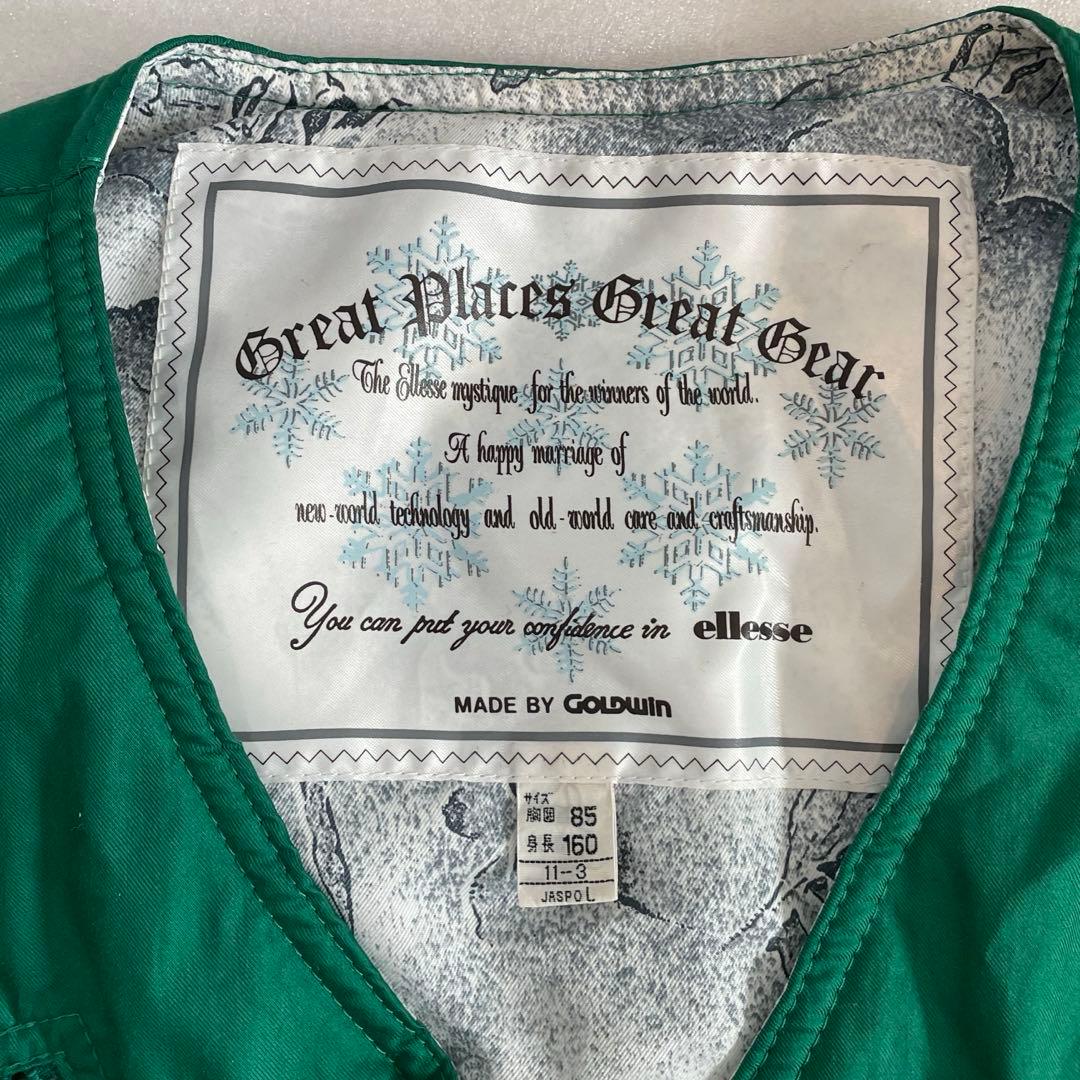 Great Places Great Gear
The Ellesse mystique for the winners of the world.
A happy marriage of
new-world technology and old-world care and craftsmanship.
You can put your confidence in ellesse
MADE BY GOLDWIN
サイズ
胸囲 85
身長 160
11-3
JASPO L